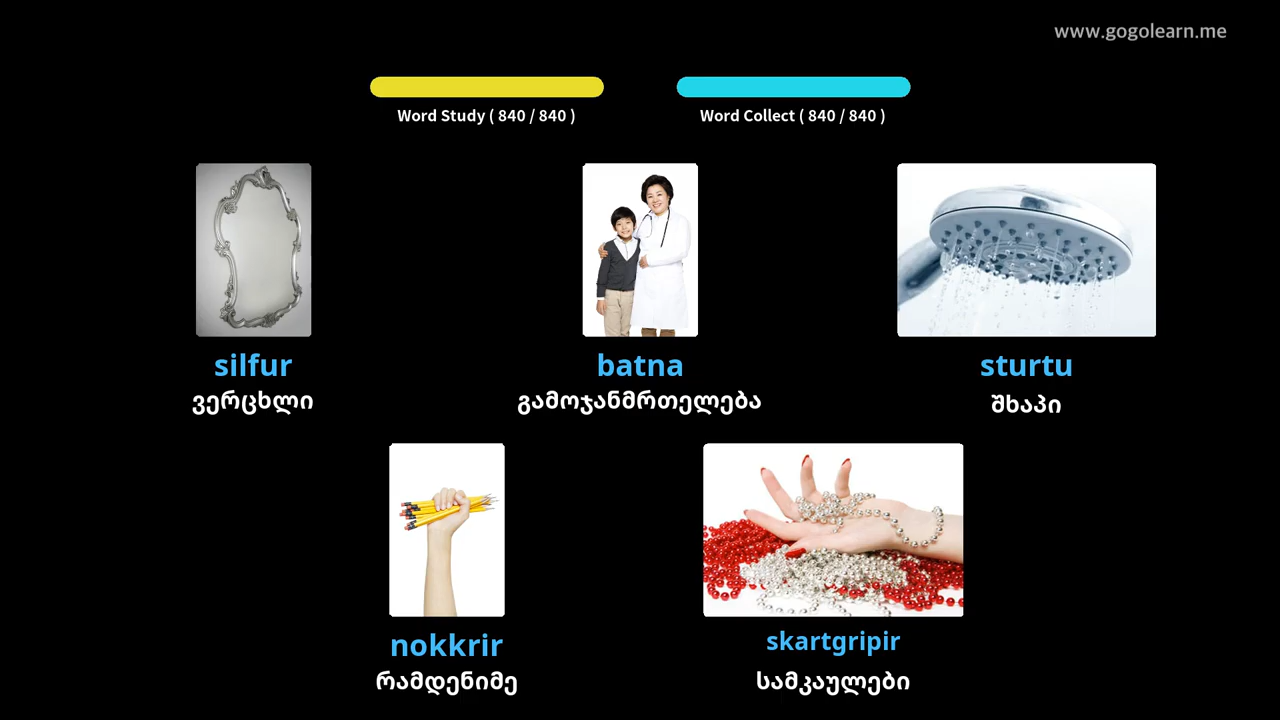 www.gogolearn.me
Word Study ( 840 / 840 )
Word Collect ( 840 / 840 )
silfur
ვერცხლი
batna
გამოჯანმრთელება
sturtu
შხაპი
nokkrir
რამდენიმე
skartgripir
სამკაულები